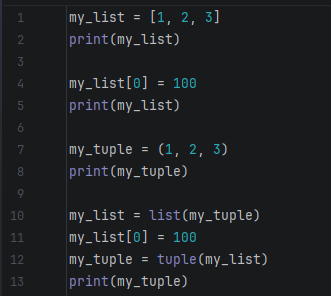 1 my_list = [1, 2, 3]
2 print(my_list)
3
4 my_list[0] = 100
5 print(my_list)
6
7 my_tuple = (1, 2, 3)
8 print(my_tuple)
9
10 my_list = list(my_tuple)
11 my_list[0] = 100
12 my_tuple = tuple(my_list)
13 print(my_tuple)